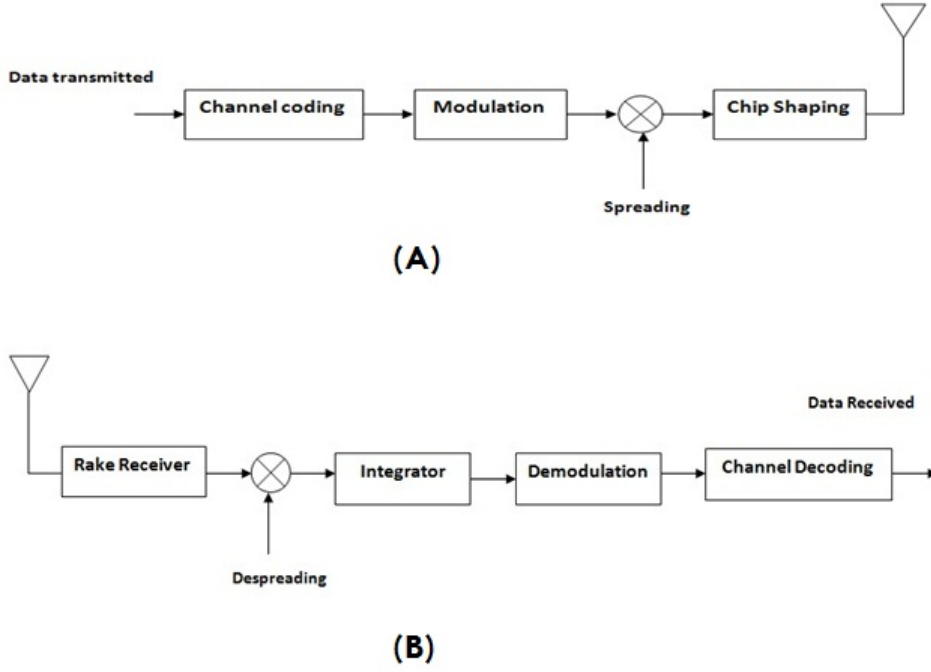 Data transmitted
Channel coding
Modulation
Chip Shaping
Spreading
(A)
Data Received
Rake Receiver
Integrator
Demodulation
Channel Decoding
Despreading
(B)